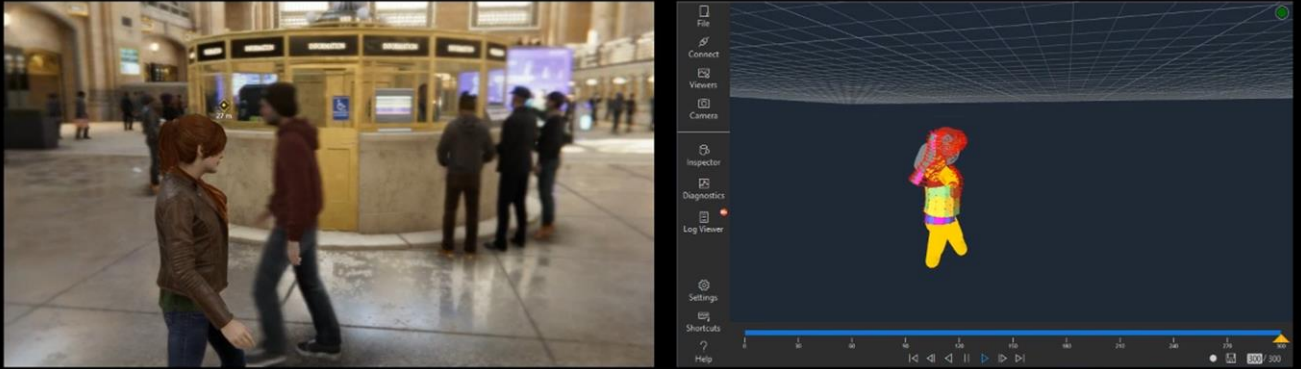 INFORMATION
INFORMATION
INFORMATION
27 m
File
Connect
Viewers
Camera
Inspector
Diagnostics
Log Viewer
Settings
Shortcuts
Help
0 30 60 90 120 150 180 210 240 270 300
300 / 300